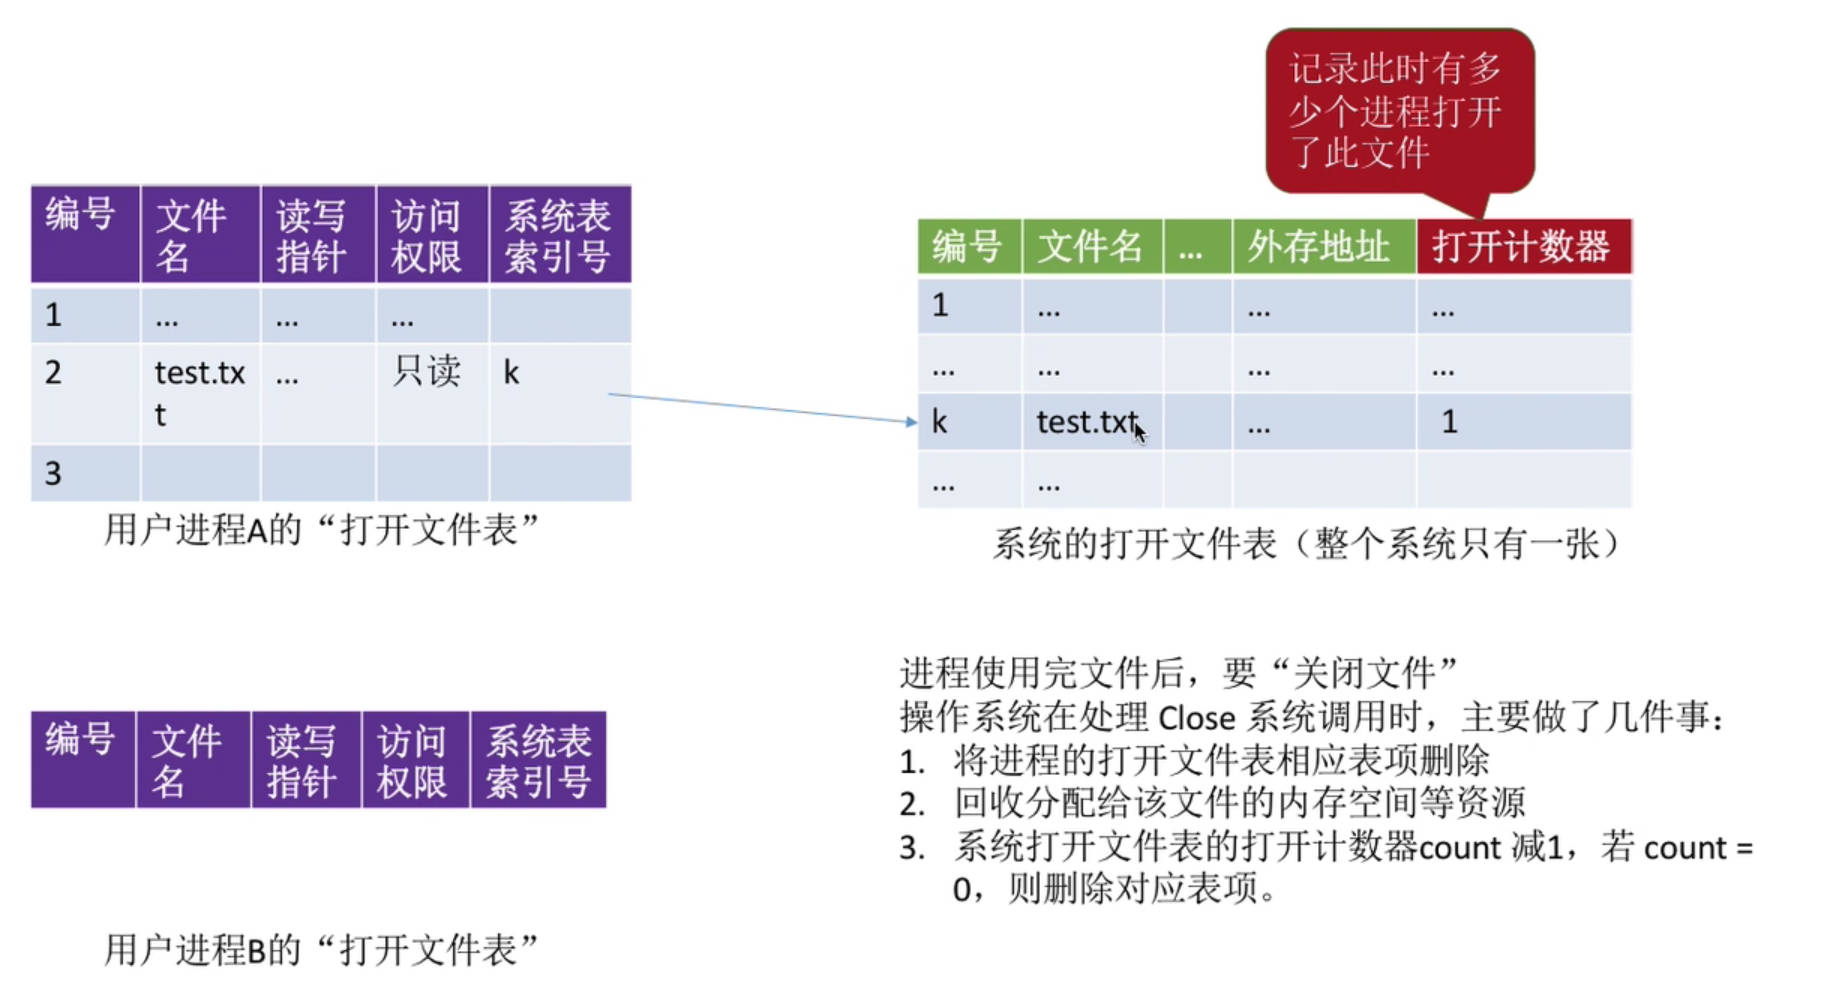 记录此时有多
少个进程打开
了此文件
编号 文件名 读写指针 访问权限 系统表索引号
1 ... ... ...
2 test.txt ... 只读 k
3
用户进程A的“打开文件表”
编号 文件名 ... 外存地址 打开计数器
1 ... ... ...
... ... ... ...
k test.txt ... 1
... ...
系统的打开文件表（整个系统只有一张）
编号 文件名 读写指针 访问权限 系统表索引号
用户进程B的“打开文件表”
进程使用完文件后，要“关闭文件”
操作系统在处理 Close 系统调用时，主要做了几件事：
1. 将进程的打开文件表相应表项删除
2. 回收分配给该文件的内存空间等资源
3. 系统打开文件表的打开计数器count 减1，若 count =
0，则删除对应表项。